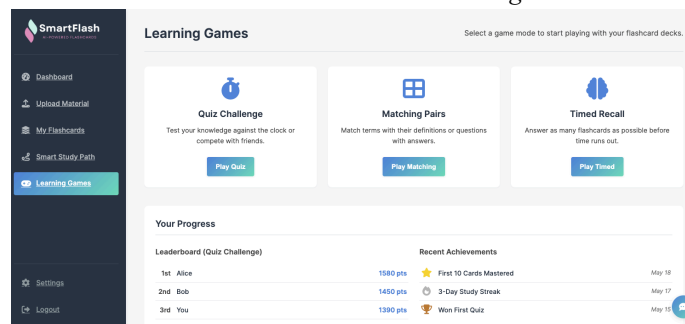 SmartFlash
AI-POWERED FLASHCARDS
Dashboard
Upload Material
My Flashcards
Smart Study Path
Learning Games
Settings
Logout
Learning Games
Select a game mode to start playing with your flashcard decks.
Quiz Challenge
Test your knowledge against the clock or
compete with friends.
Play Quiz
Matching Pairs
Match terms with their definitions or questions
with answers.
Play Matching
Timed Recall
Answer as many flashcards as possible before
time runs out.
Play Timed
Your Progress
Leaderboard (Quiz Challenge)
1st Alice 1580 pts
2nd Bob 1450 pts
3rd You 1390 pts
Recent Achievements
First 10 Cards Mastered May 18
3-Day Study Streak May 17
Won First Quiz May 15